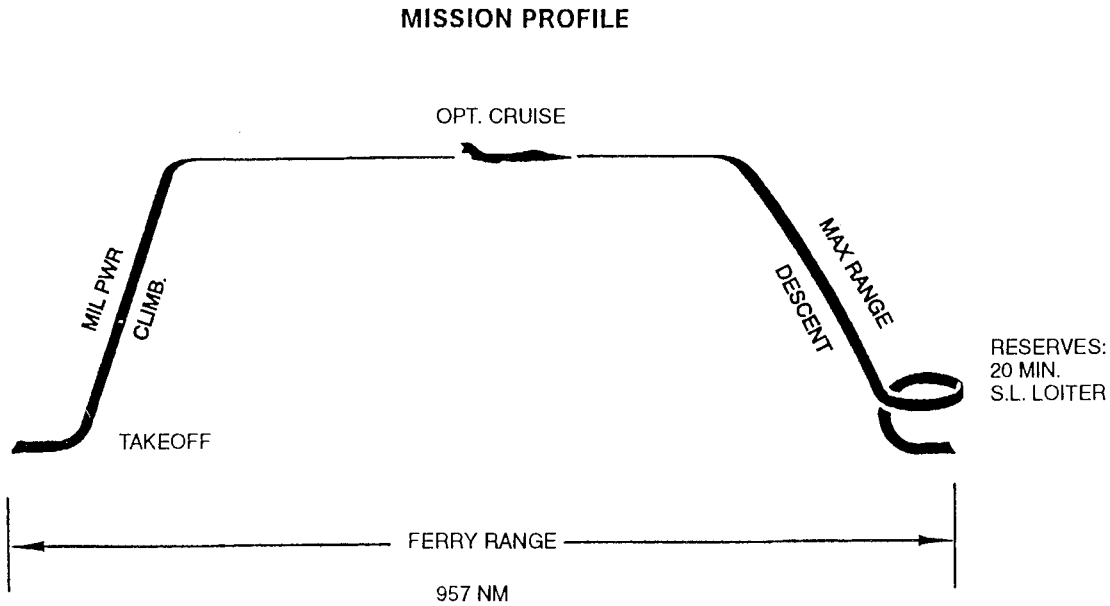 MISSION PROFILE
OPT. CRUISE
MIL PWR
CLIMB.
MAX RANGE
DESCENT
RESERVES:
20 MIN.
S.L. LOITER
TAKEOFF
FERRY RANGE
957 NM